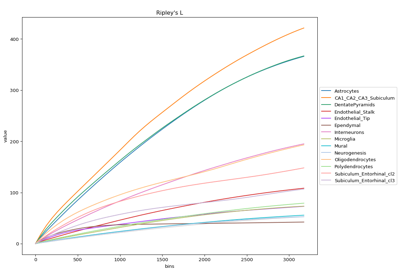 Ripley's L
400
300
200
100
0
value
0
500
1000
1500
2000
2500
3000
bins
Astrocytes
CA1_CA2_CA3_Subiculum
DentatePyramids
Endothelial_Stalk
Endothelial_Tip
Ependymal
Interneurons
Microglia
Mural
Neurogenesis
Oligodendrocytes
Polydendrocytes
Subiculum_Entorhinal_cl2
Subiculum_Entorhinal_cl3